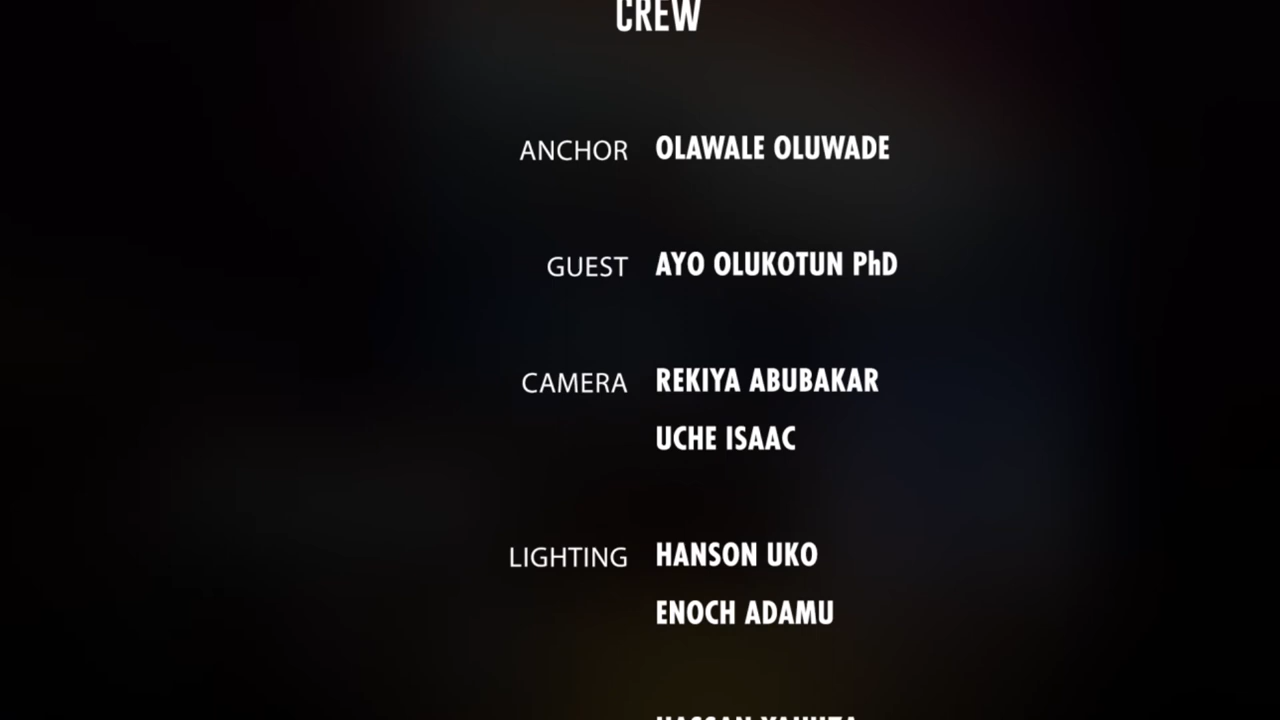 CREW
ANCHOR OLAWALE OLUWADE
GUEST AYO OLUKOTUN PhD
CAMERA REKIYA ABUBAKAR
UCHE ISAAC
LIGHTING HANSON UKO
ENOCH ADAMU